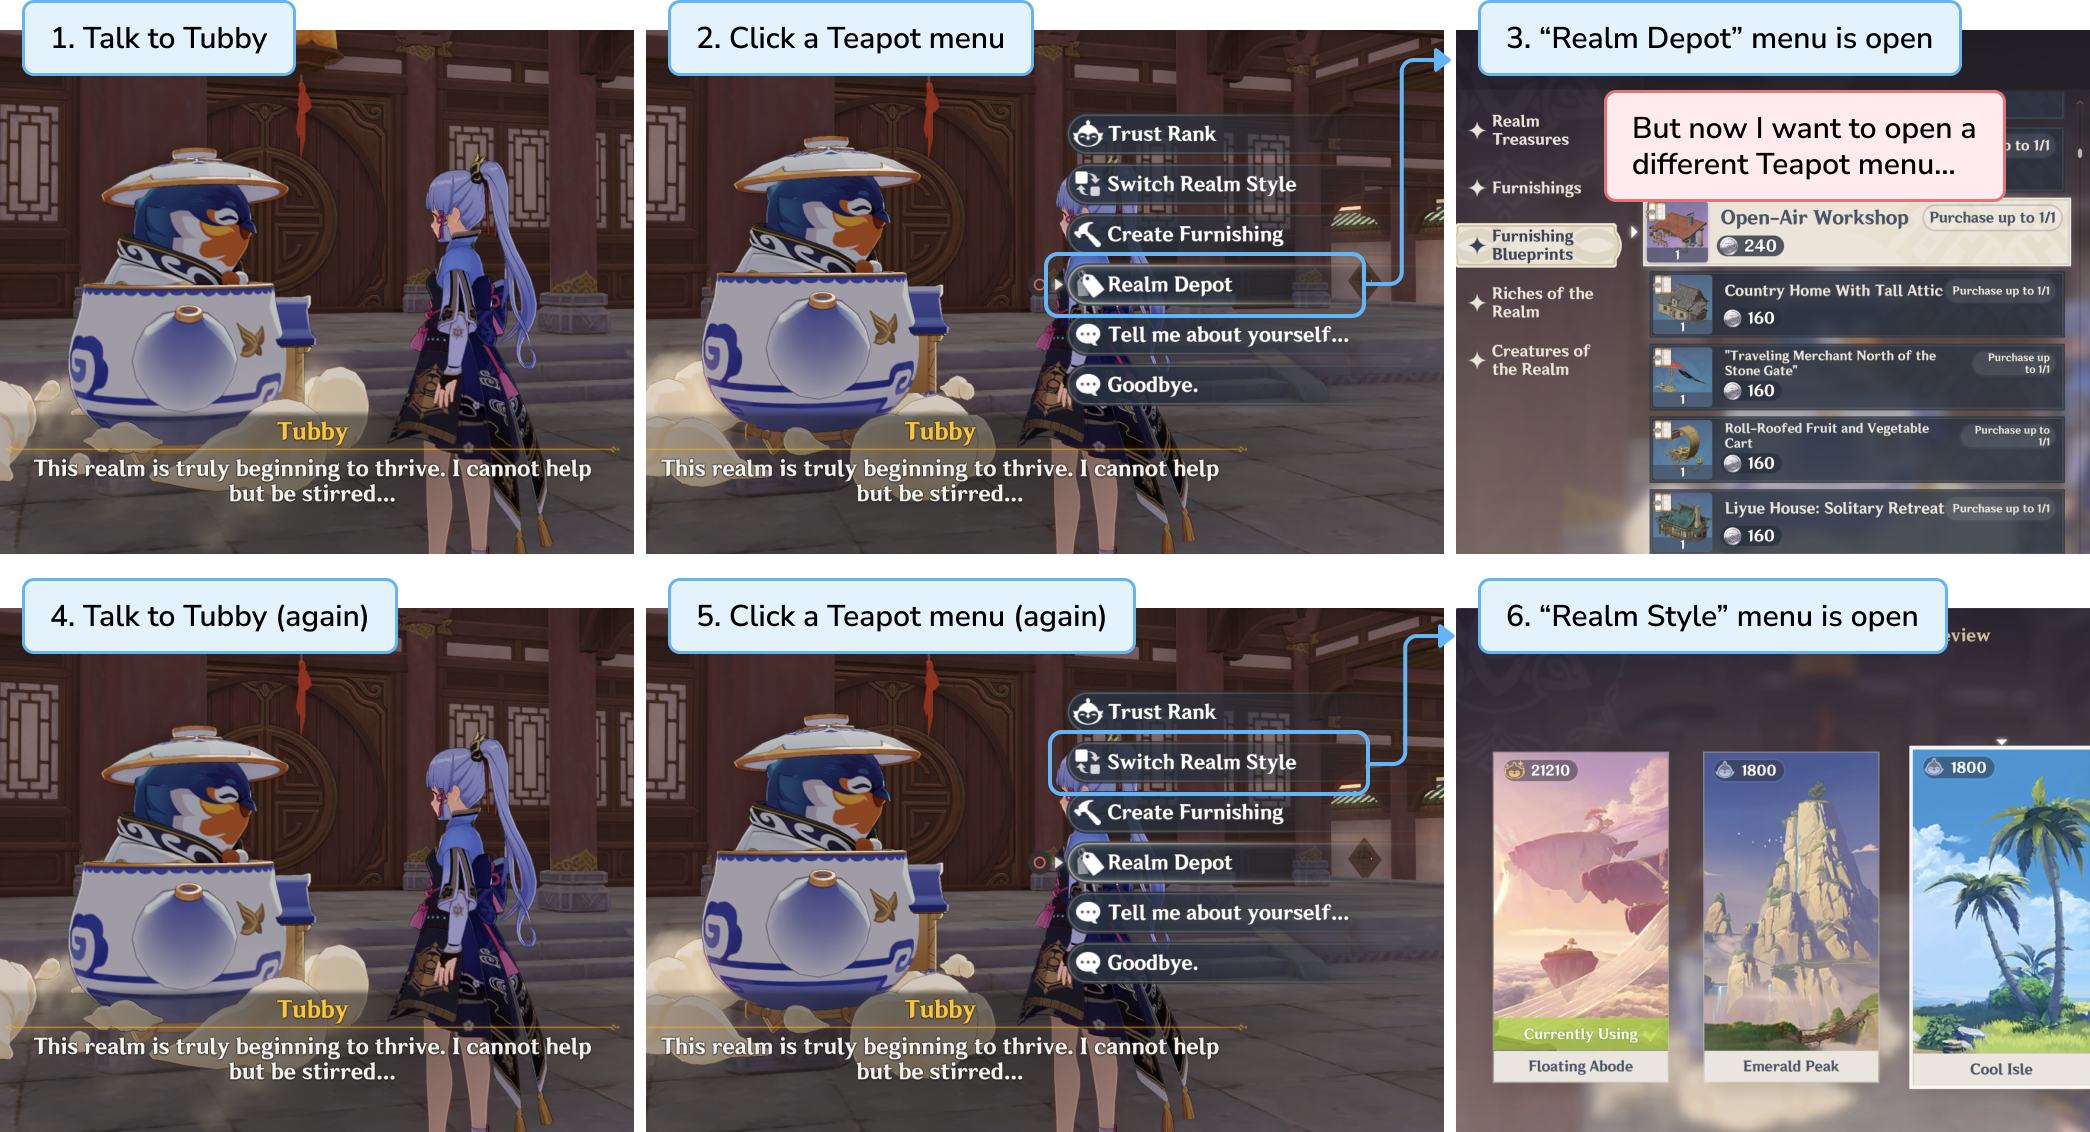 1. Talk to Tubby
Tubby
This realm is truly beginning to thrive. I cannot help
but be stirred...
2. Click a Teapot menu
Trust Rank
Switch Realm Style
Create Furnishing
Realm Depot
Tell me about yourself...
Goodbye.
Tubby
This realm is truly beginning to thrive. I cannot help
but be stirred...
3. “Realm Depot” menu is open
But now I want to open a
different Teapot menu...
Realm
Treasures
Furnishings
Furnishing
Blueprints
Riches of the
Realm
Creatures of
the Realm
p to 1/1
Open-Air Workshop Purchase up to 1/1
1 240
Country Home With Tall Attic Purchase up to 1/1
1 160
"Traveling Merchant North of the
Stone Gate"
Purchase up
to 1/1
1 160
Roll-Roofed Fruit and Vegetable
Cart
Purchase up to
1/1
1 160
Liyue House: Solitary Retreat Purchase up to 1/1
1 160
4. Talk to Tubby (again)
Tubby
This realm is truly beginning to thrive. I cannot help
but be stirred...
5. Click a Teapot menu (again)
Trust Rank
Switch Realm Style
Create Furnishing
Realm Depot
Tell me about yourself...
Goodbye.
Tubby
This realm is truly beginning to thrive. I cannot help
but be stirred...
6. “Realm Style” menu is open
eview
21210
Currently Using
Floating Abode
1800
Emerald Peak
1800
Cool Isle